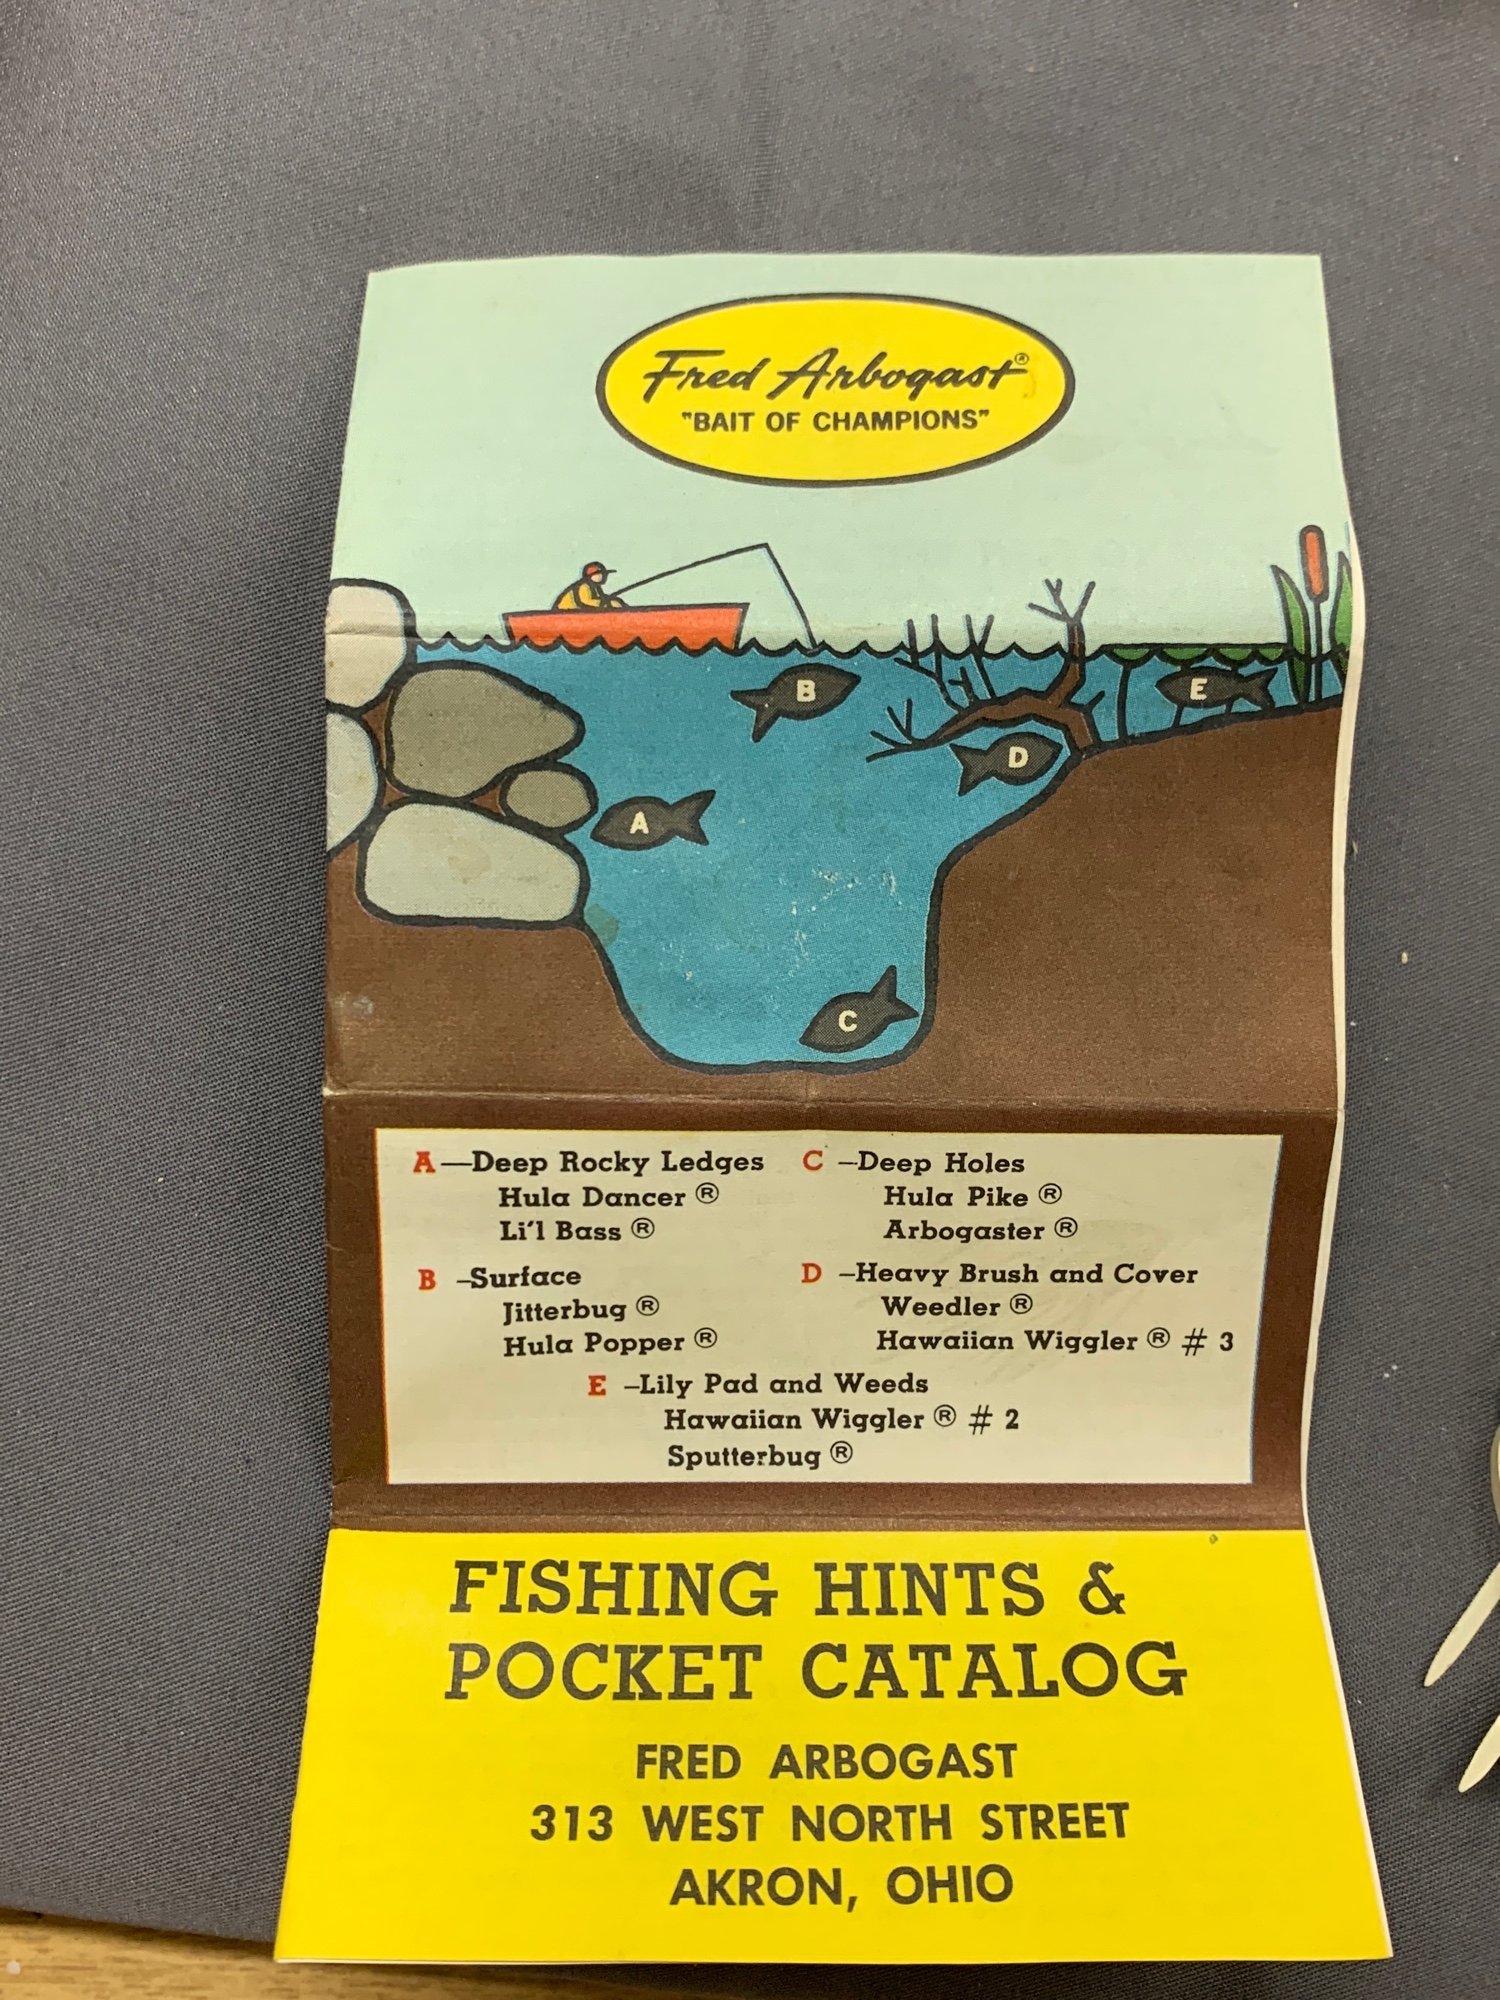 Fred Arbogast®
"BAIT OF CHAMPIONS"
B
E
D
A
C
A—Deep Rocky Ledges
Hula Dancer ®
Li'l Bass ®
B –Surface
Jitterbug ®
Hula Popper ®
C –Deep Holes
Hula Pike ®
Arbogaster ®
D –Heavy Brush and Cover
Weedler ®
Hawaiian Wiggler ® # 3
E –Lily Pad and Weeds
Hawaiian Wiggler ® # 2
Sputterbug ®
FISHING HINTS &
POCKET CATALOG
FRED ARBOGAST
313 WEST NORTH STREET
AKRON, OHIO